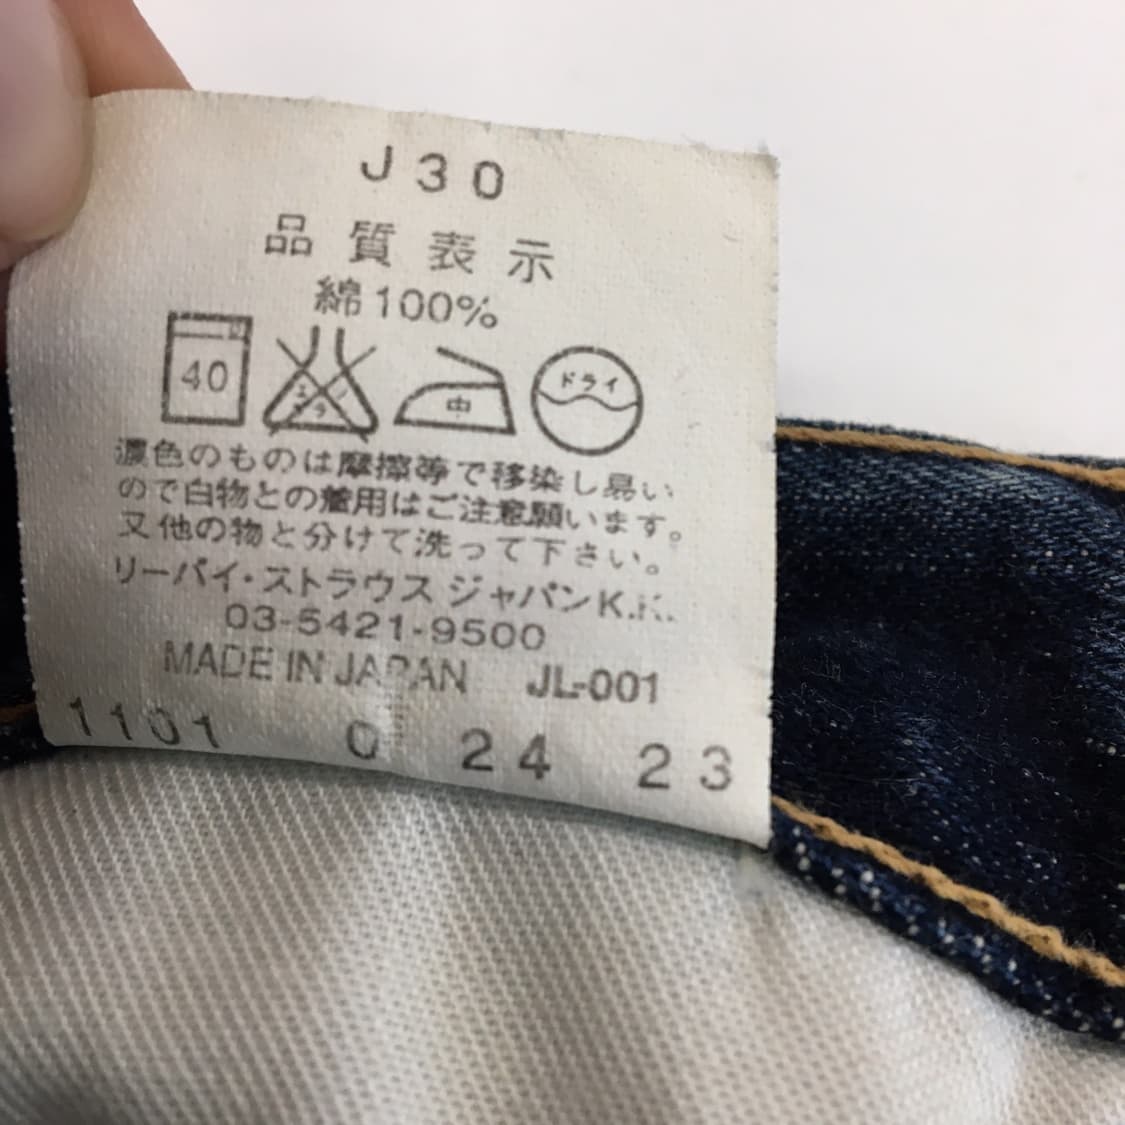 J30
品質表示
綿100%
40 エンソ 中 ドライ
濃色のものは摩擦等で移染し易い
ので白物との着用はご注意願います。
又他の物と分けて洗って下さい。
リーバイ・ストラウス ジャパンK.K.
03-5421-9500
MADE IN JAPAN JL-001
1101 0 24 23